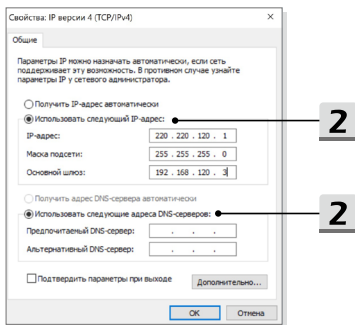 Свойства: IP версии 4 (TCP/IPv4)
Общие
Параметры IP можно назначать автоматически, если сеть
поддерживает эту возможность. В противном случае узнайте
параметры IP у сетевого администратора.
Получить IP-адрес автоматически
Использовать следующий IP-адрес:
2
IP-адрес: 220 . 220 . 120 . 1
Маска подсети: 255 . 255 . 255 . 0
Основной шлюз: 192 . 168 . 120 . 3
Получить адрес DNS-сервера автоматически
Использовать следующие адреса DNS-серверов:
2
Предпочитаемый DNS-сервер: . . .
Альтернативный DNS-сервер: . . .
Подтвердить параметры при выходе
Дополнительно...
OK Отмена